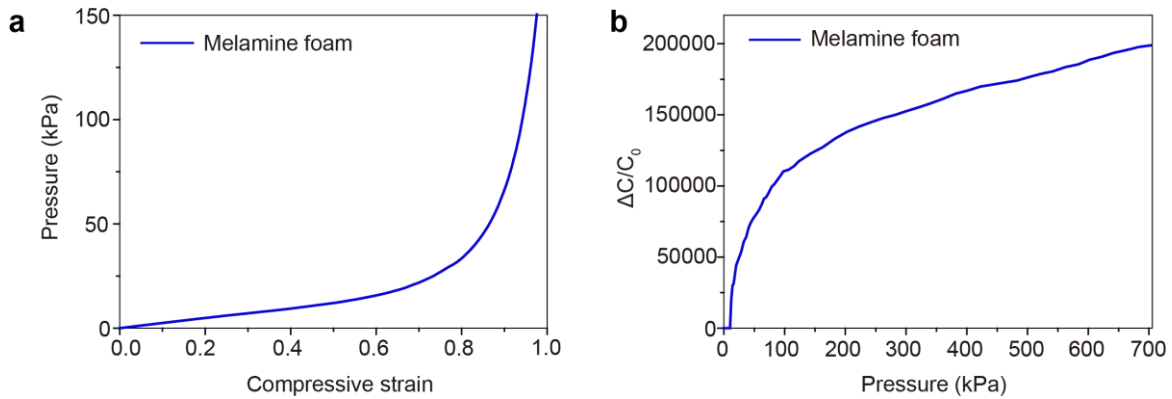 a
Melamine foam
150
100
50
0
Pressure (kPa)
0.0 0.2 0.4 0.6 0.8 1.0
Compressive strain
b
Melamine foam
200000
150000
100000
50000
0
ΔC/C₀
0 100 200 300 400 500 600 700
Pressure (kPa)